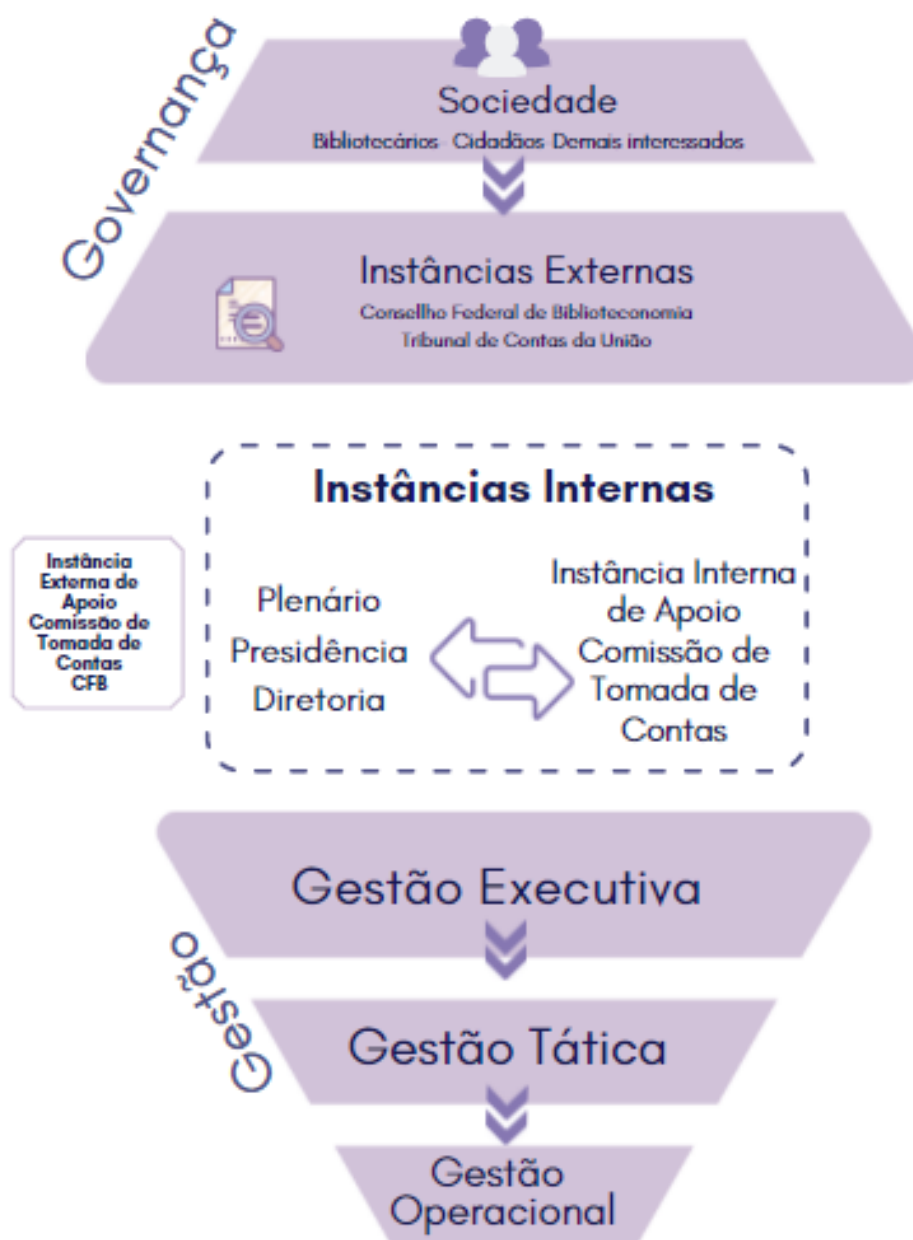 Governança
Sociedade
Bibliotecários- Cidadãos-Demais interessados
Instâncias Externas
Consellho Federal de Biblioteconomia
Tribunal de Contas da União
Instâncias Internas
Instância
Externa de
Apoio
Comissão de
Tomada de
Contas
CFB
Plenário
Presidência
Diretoria
Instância Interna
de Apoio
Comissão de
Tomada de
Contas
Gestão
Gestão Executiva
Gestão Tática
Gestão
Operacional